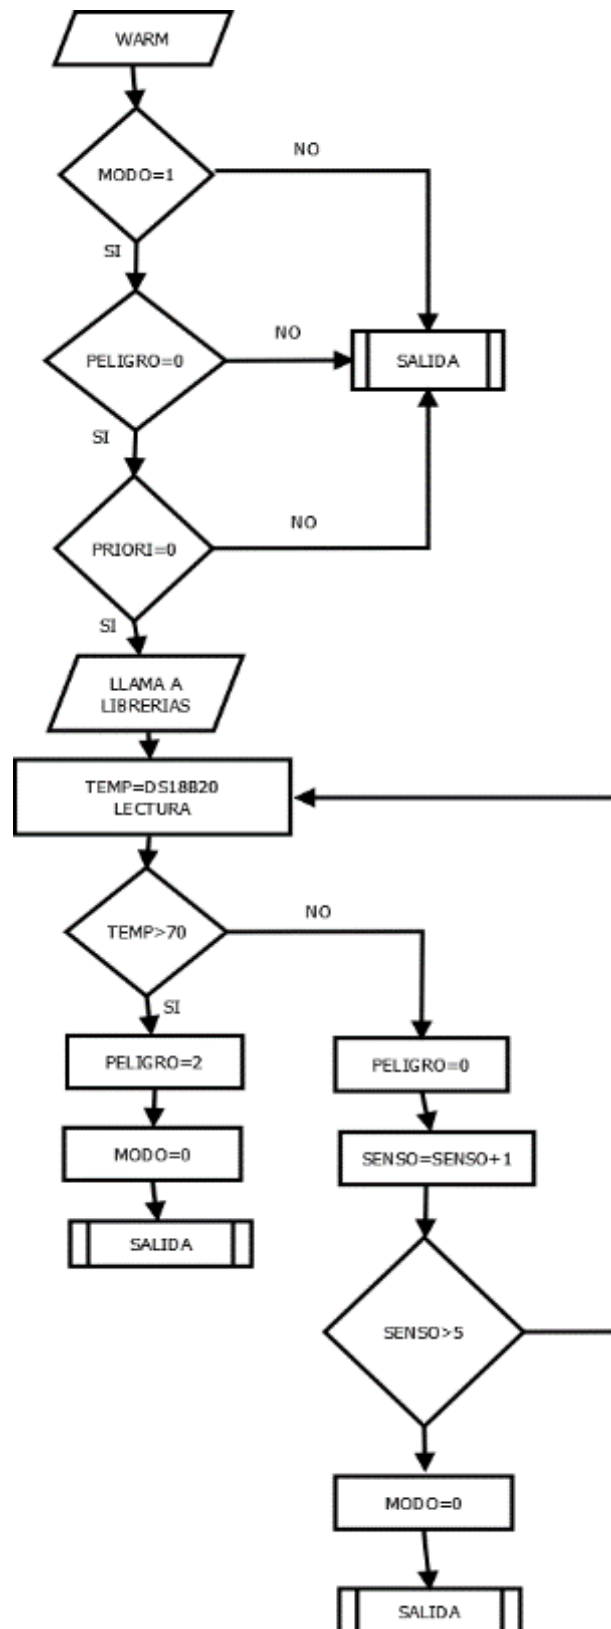 WARM
NO
MODO=1
SI
NO
PELIGRO=0
SALIDA
SI
NO
PRIORI=0
SI
LLAMA A
LIBRERIAS
TEMP=DS18B20
LECTURA
NO
TEMP>70
SI
PELIGRO=2
PELIGRO=0
MODO=0
SENSO=SENSO+1
SALIDA
SENSO>5
MODO=0
SALIDA